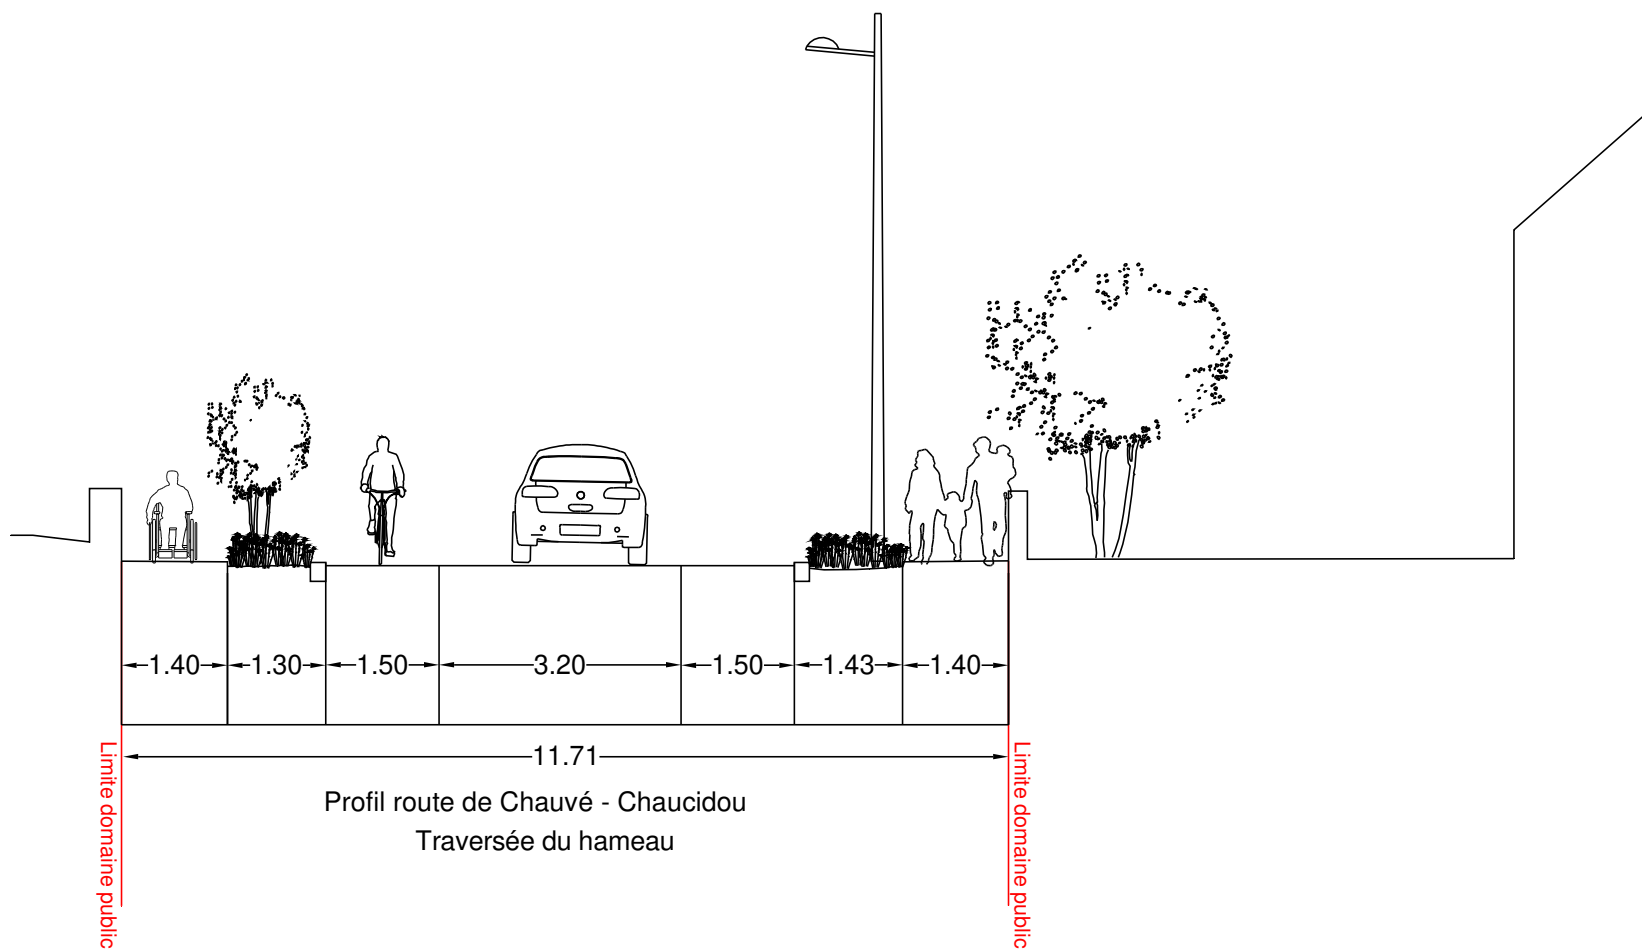 1.40 1.30 1.50 3.20 1.50 1.43 1.40
11.71
Limite domaine public
Limite domaine public
Profil route de Chauvé - Chaucidou
Traversée du hameau